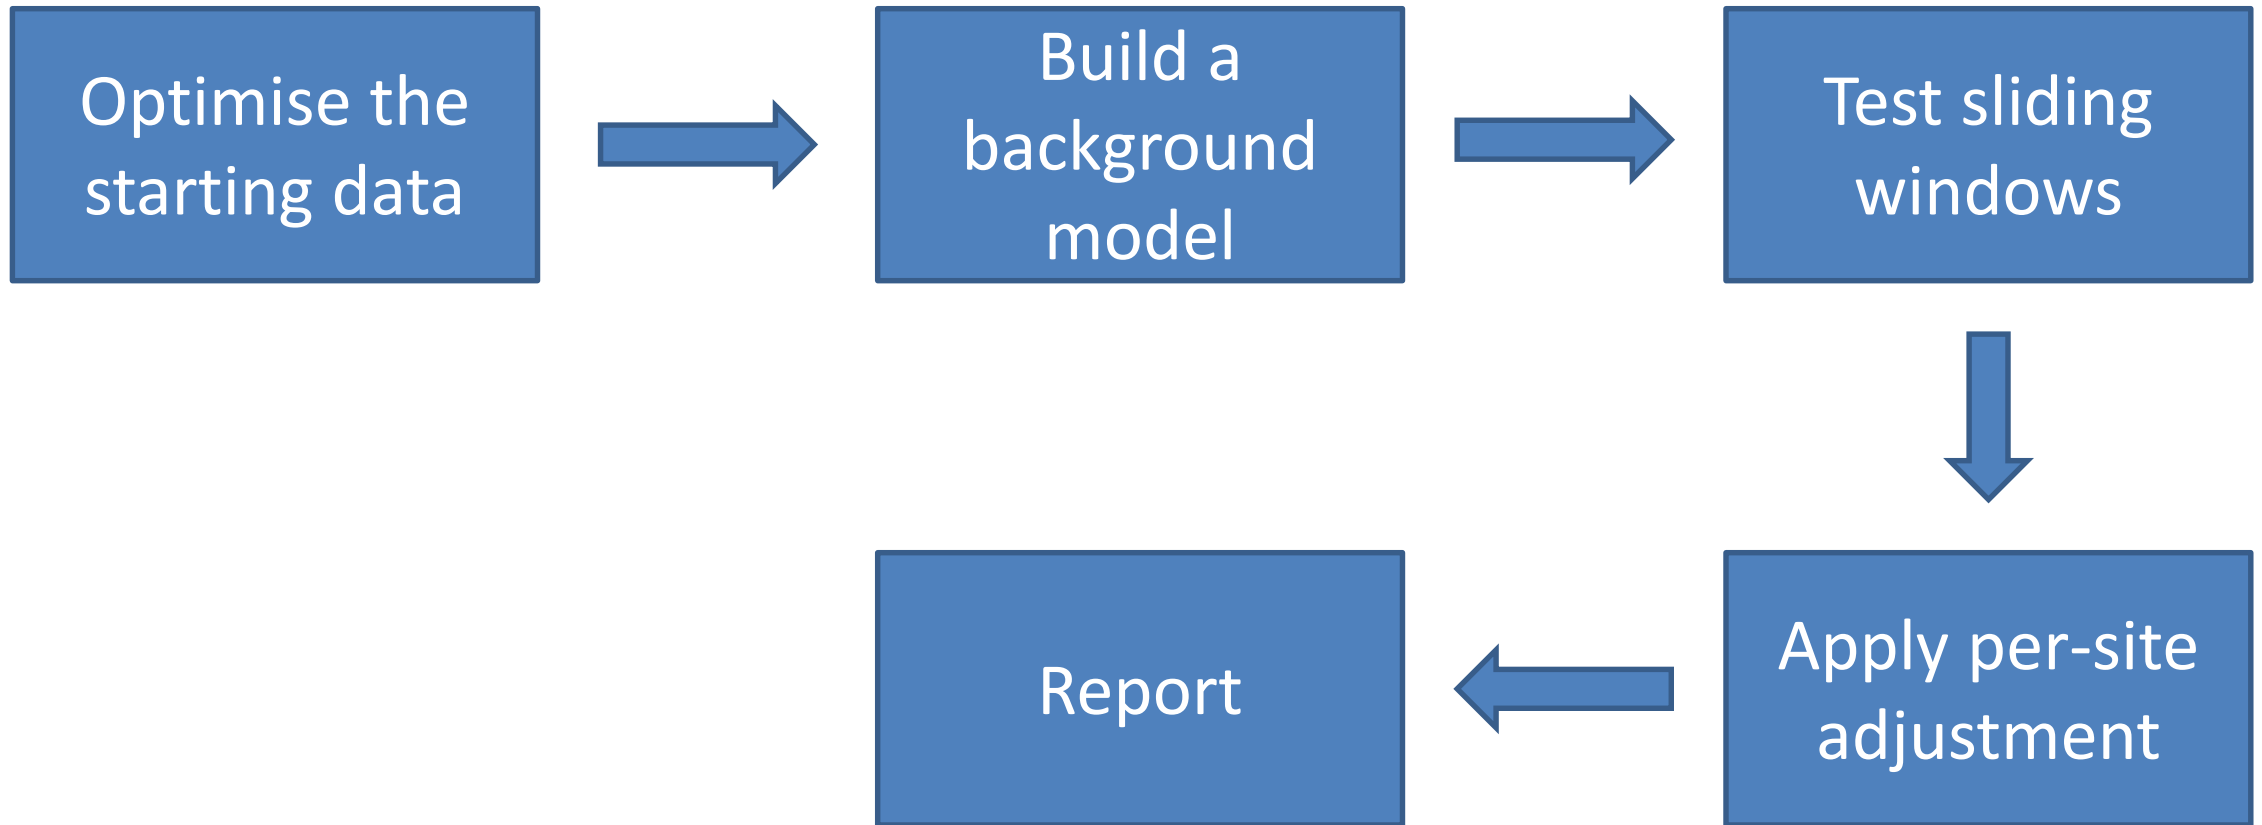 Optimise the
starting data
Build a
background
model
Test sliding
windows
Apply per-site
adjustment
Report